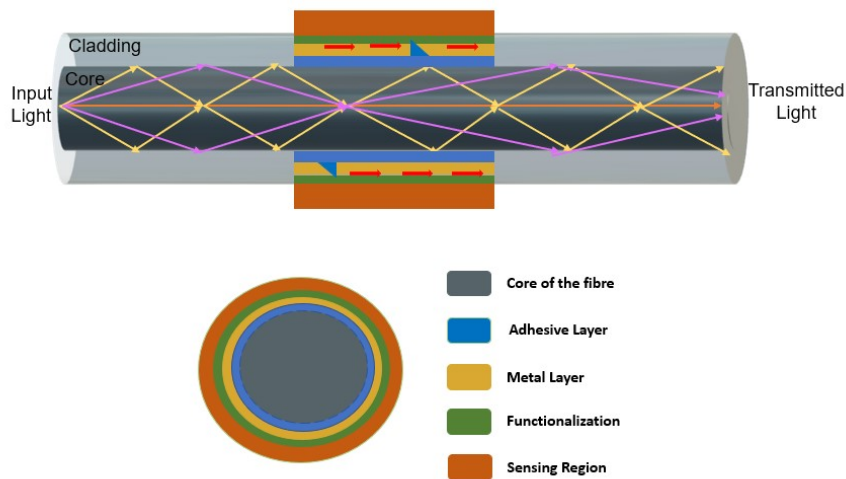 Cladding
Core
Input
Light
Transmitted
Light
Core of the fibre
Adhesive Layer
Metal Layer
Functionalization
Sensing Region